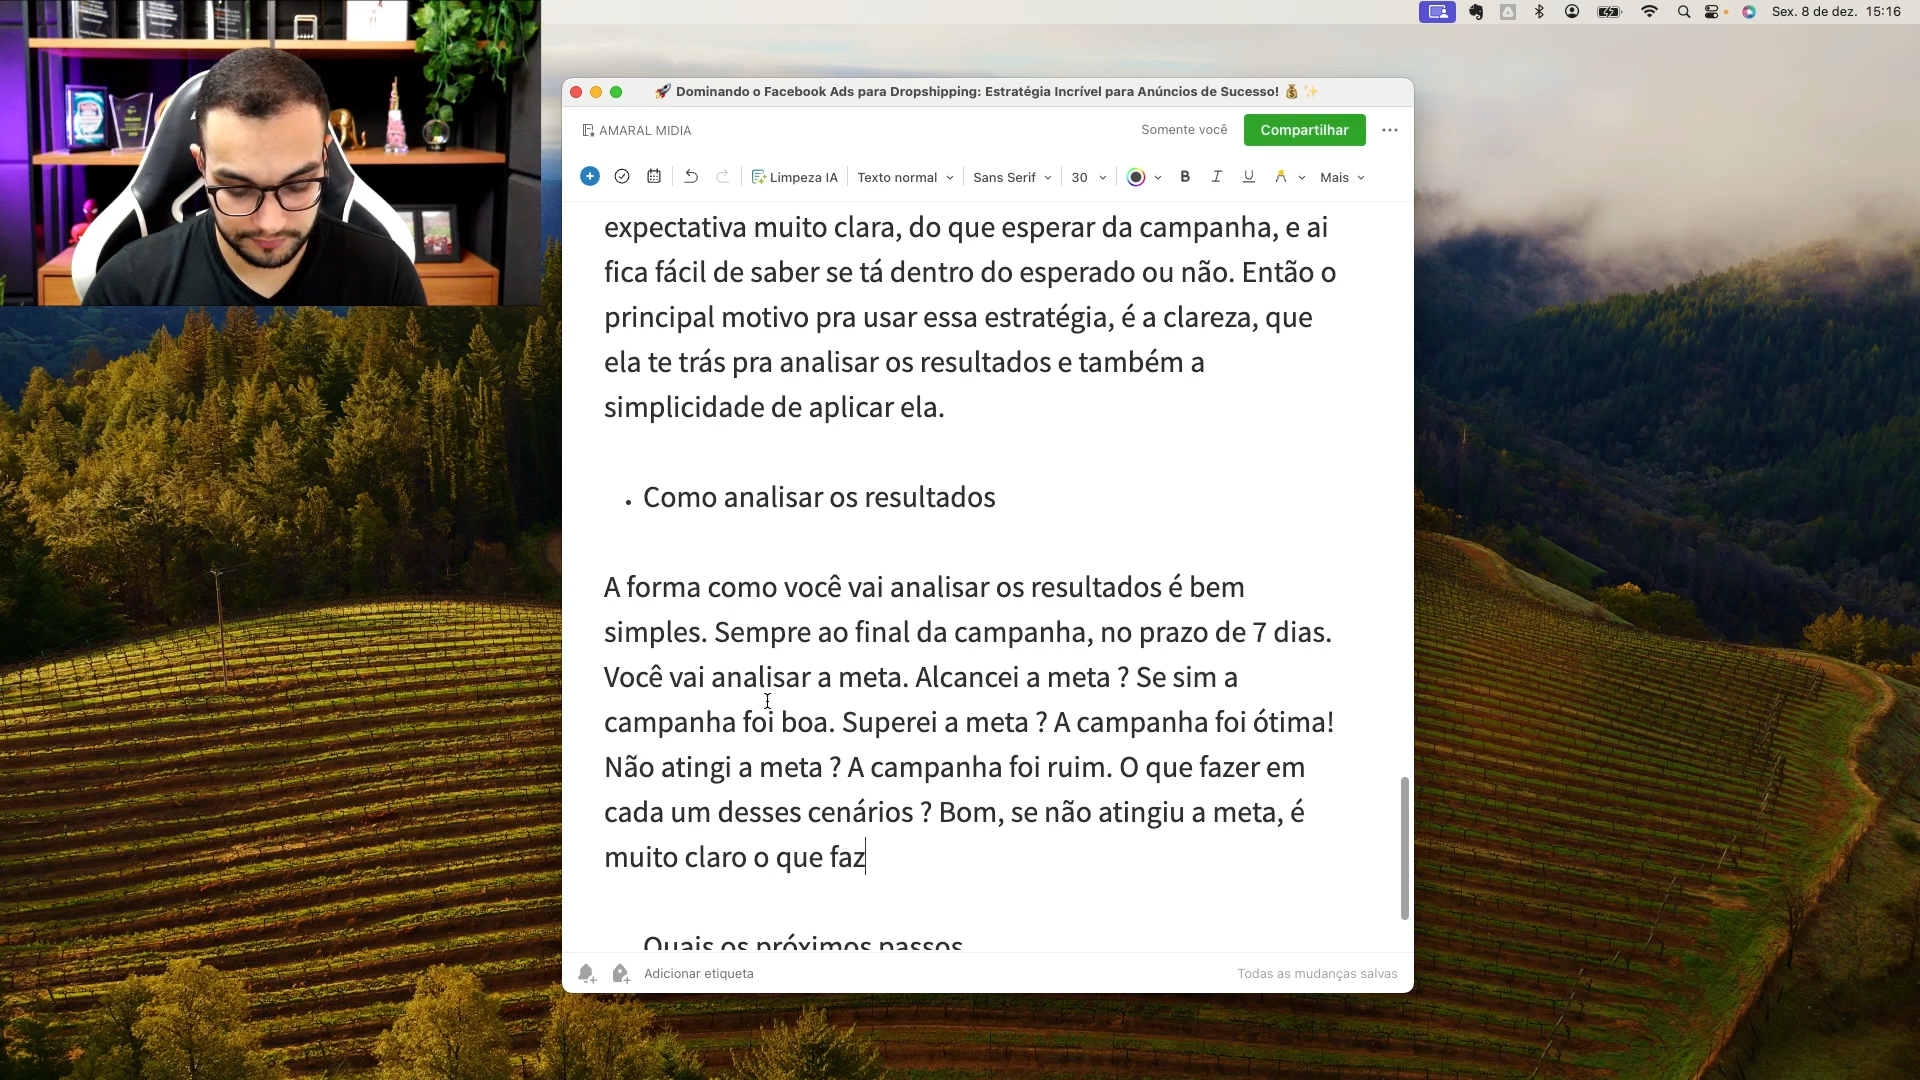 Sex. 8 de dez. 15:16
🚀 Dominando o Facebook Ads para Dropshipping: Estratégia Incrível para Anúncios de Sucesso! 💰✨
AMARAL MIDIA
Somente você
Compartilhar
Limpeza IA
Texto normal
Sans Serif
30
B
I
U
A
Mais
expectativa muito clara, do que esperar da campanha, e ai
fica fácil de saber se tá dentro do esperado ou não. Então o
principal motivo pra usar essa estratégia, é a clareza, que
ela te trás pra analisar os resultados e também a
simplicidade de aplicar ela.
• Como analisar os resultados
A forma como você vai analisar os resultados é bem
simples. Sempre ao final da campanha, no prazo de 7 dias.
Você vai analisar a meta. Alcancei a meta ? Se sim a
campanha foi boa. Superei a meta ? A campanha foi ótima!
Não atingi a meta ? A campanha foi ruim. O que fazer em
cada um desses cenários ? Bom, se não atingiu a meta, é
muito claro o que faz
Quais os próximos passos
Adicionar etiqueta
Todas as mudanças salvas